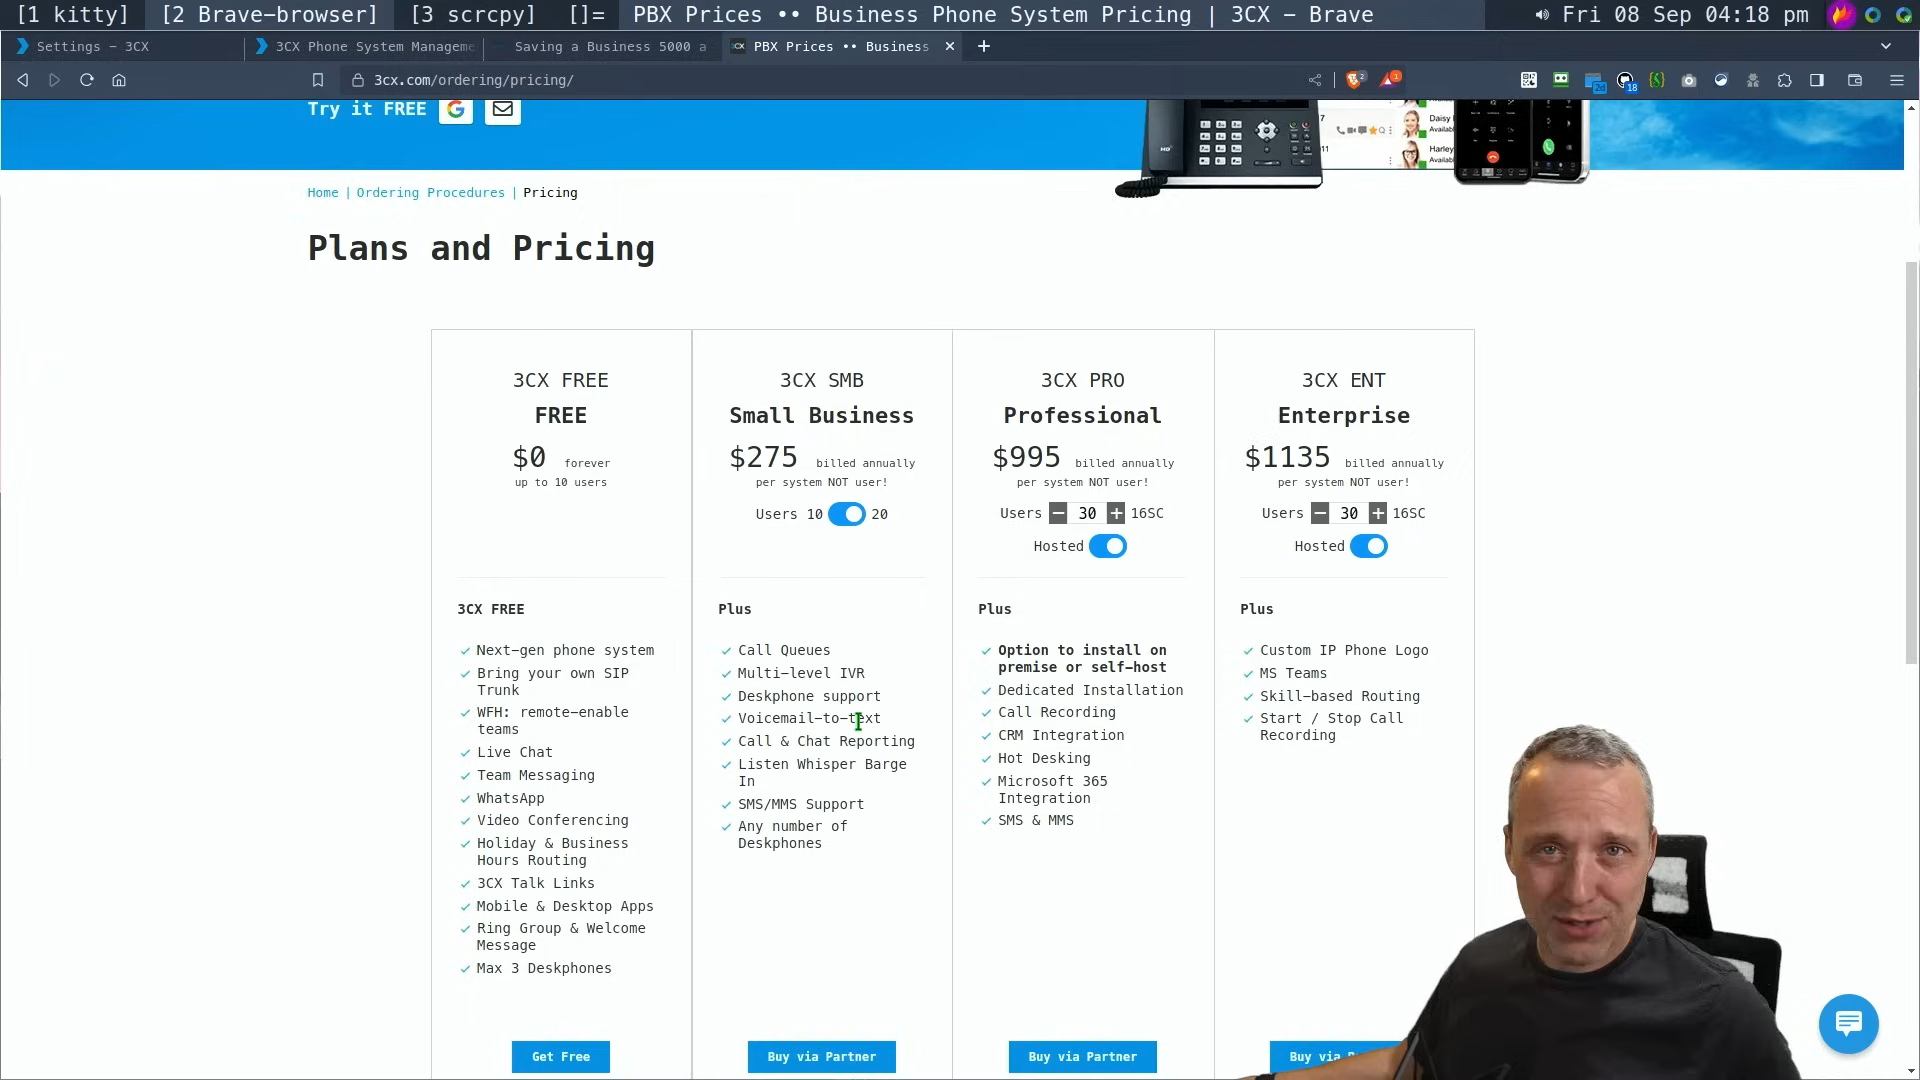 [1 kitty] [2 Brave-browser] [3 scrcpy] []= PBX Prices •• Business Phone System Pricing | 3CX - Brave Fri 08 Sep 04:18 pm
Settings - 3CX 3CX Phone System Manageme Saving a Business 5000 a PBX Prices •• Business
3cx.com/ordering/pricing/ 2 1 2d 18
Try it FREE
Daisy
Availab
Harley
Availab
Home | Ordering Procedures | Pricing
Plans and Pricing
3CX FREE
FREE
$0 forever
up to 10 users
3CX FREE
Next-gen phone system
Bring your own SIP
Trunk
WFH: remote-enable
teams
Live Chat
Team Messaging
WhatsApp
Video Conferencing
Holiday & Business
Hours Routing
3CX Talk Links
Mobile & Desktop Apps
Ring Group & Welcome
Message
Max 3 Deskphones
Get Free
3CX SMB
Small Business
$275 billed annually
per system NOT user!
Users 10 20
Plus
Call Queues
Multi-level IVR
Deskphone support
Voicemail-to-text
Call & Chat Reporting
Listen Whisper Barge
In
SMS/MMS Support
Any number of
Deskphones
Buy via Partner
3CX PRO
Professional
$995 billed annually
per system NOT user!
Users - 30 + 16SC
Hosted
Plus
Option to install on
premise or self-host
Dedicated Installation
Call Recording
CRM Integration
Hot Desking
Microsoft 365
Integration
SMS & MMS
Buy via Partner
3CX ENT
Enterprise
$1135 billed annually
per system NOT user!
Users - 30 + 16SC
Hosted
Plus
Custom IP Phone Logo
MS Teams
Skill-based Routing
Start / Stop Call
Recording
Buy via